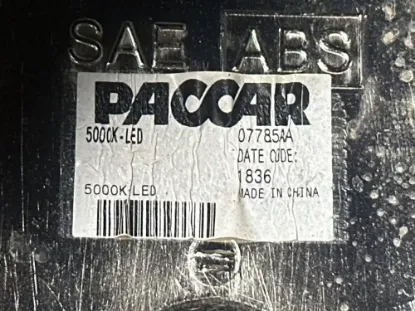 SAE ABS
PACCAR
5000K-LED 07785AA
DATE CODE:
1836
5000K-LED MADE IN CHINA